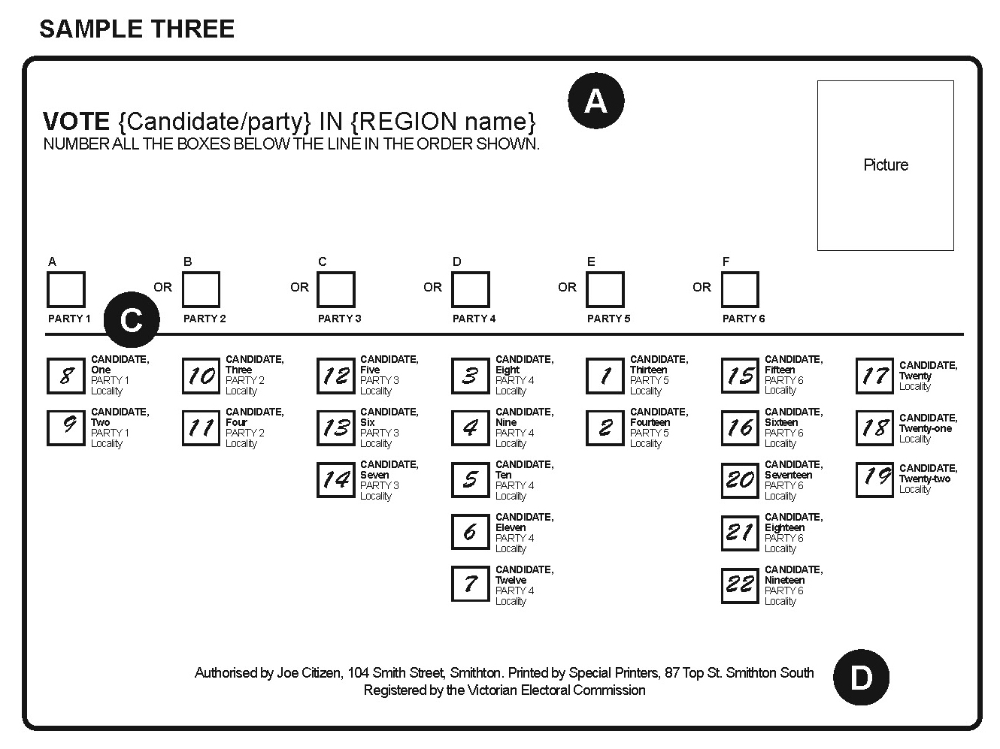 SAMPLE THREE
A
VOTE {Candidate/party} IN {REGION name}
NUMBER ALL THE BOXES BELOW THE LINE IN THE ORDER SHOWN.
Picture
A
PARTY 1
OR
B
PARTY 2
OR
C
PARTY 3
OR
D
PARTY 4
OR
E
PARTY 5
OR
F
PARTY 6
C
8
CANDIDATE,
One
PARTY 1
Locality
9
CANDIDATE,
Two
PARTY 1
Locality
10
CANDIDATE,
Three
PARTY 2
Locality
11
CANDIDATE,
Four
PARTY 2
Locality
12
CANDIDATE,
Five
PARTY 3
Locality
13
CANDIDATE,
Six
PARTY 3
Locality
14
CANDIDATE,
Seven
PARTY 3
Locality
3
CANDIDATE,
Eight
PARTY 4
Locality
4
CANDIDATE,
Nine
PARTY 4
Locality
5
CANDIDATE,
Ten
PARTY 4
Locality
6
CANDIDATE,
Eleven
PARTY 4
Locality
7
CANDIDATE,
Twelve
PARTY 4
Locality
1
CANDIDATE,
Thirteen
PARTY 5
Locality
2
CANDIDATE,
Fourteen
PARTY 5
Locality
15
CANDIDATE,
Fifteen
PARTY 6
Locality
16
CANDIDATE,
Sixteen
PARTY 6
Locality
20
CANDIDATE,
Seventeen
PARTY 6
Locality
21
CANDIDATE,
Eighteen
PARTY 6
Locality
22
CANDIDATE,
Nineteen
PARTY 6
Locality
17
CANDIDATE,
Twenty
Locality
18
CANDIDATE,
Twenty-one
Locality
19
CANDIDATE,
Twenty-two
Locality
Authorised by Joe Citizen, 104 Smith Street, Smithton. Printed by Special Printers, 87 Top St. Smithton South
Registered by the Victorian Electoral Commission
D